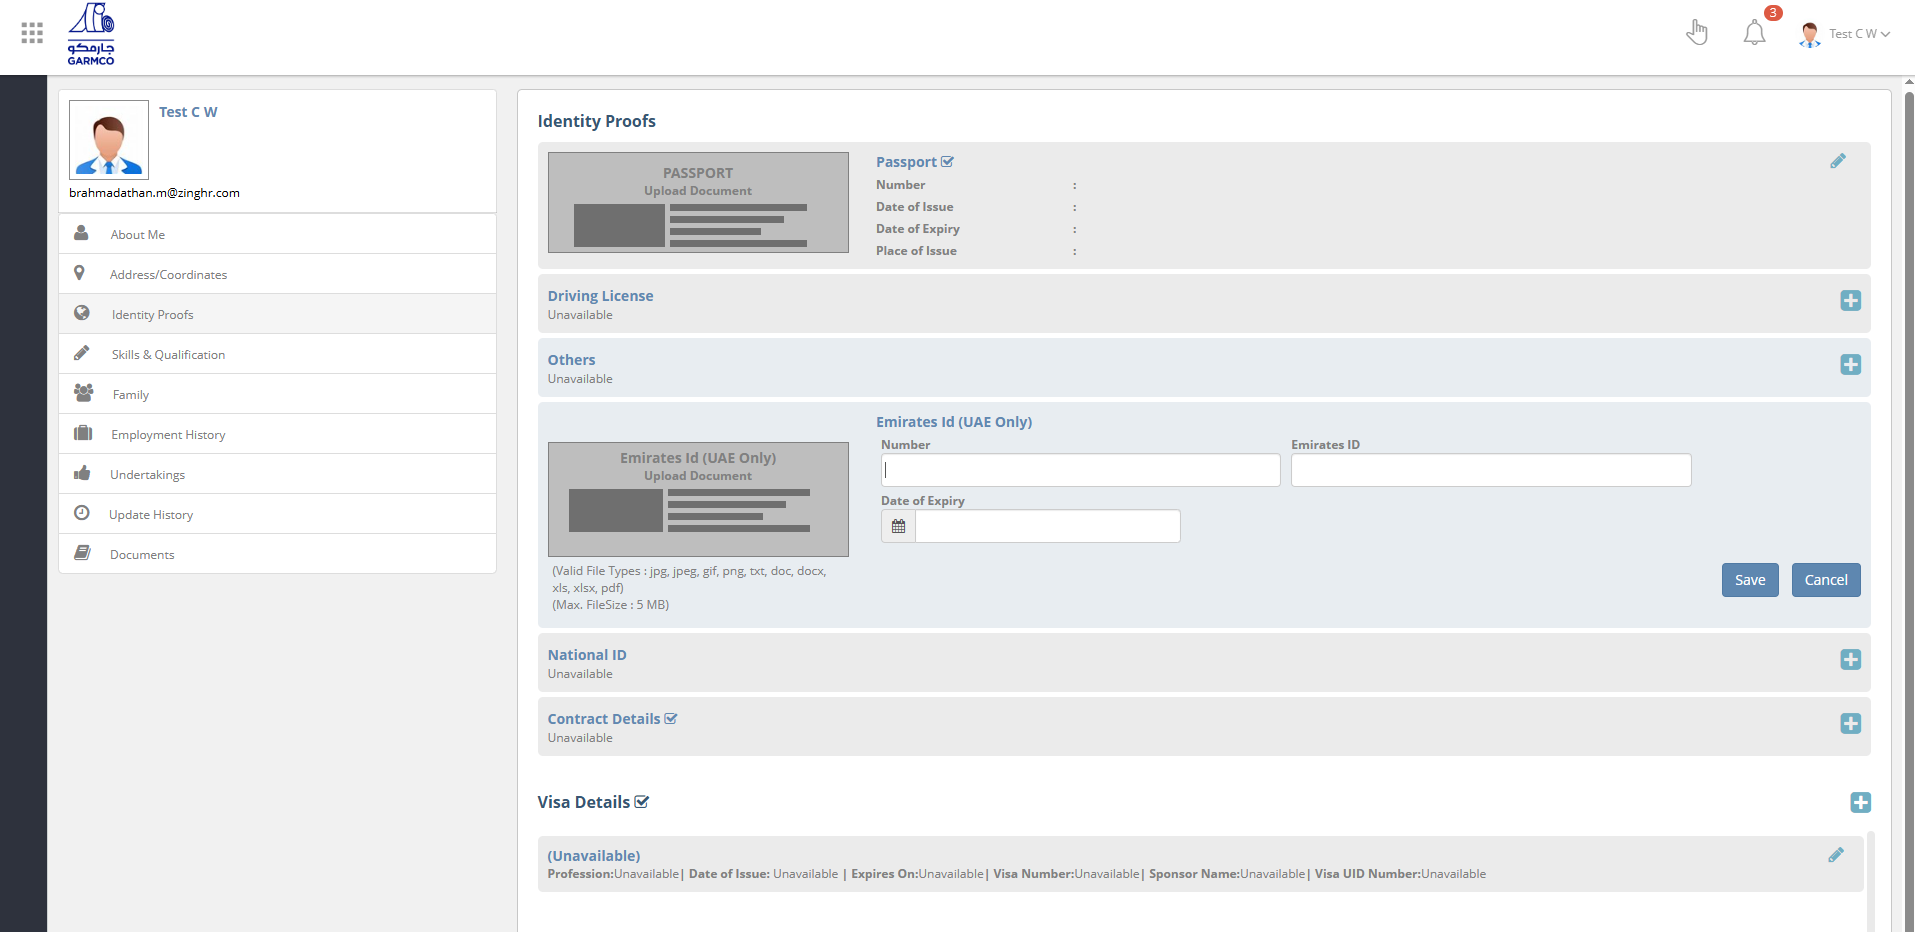 جارمكو
GARMCO
3
Test C W
Test C W
brahmadathan.m@zinghr.com
About Me
Address/Coordinates
Identity Proofs
Skills & Qualification
Family
Employment History
Undertakings
Update History
Documents
Identity Proofs
PASSPORT
Upload Document
Passport
Number :
Date of Issue :
Date of Expiry :
Place of Issue :
Driving License
Unavailable
Others
Unavailable
Emirates Id (UAE Only)
Upload Document
(Valid File Types : jpg, jpeg, gif, png, txt, doc, docx,
xls, xlsx, pdf)
(Max. FileSize : 5 MB)
Emirates Id (UAE Only)
Number
Emirates ID
Date of Expiry
Save
Cancel
National ID
Unavailable
Contract Details
Unavailable
Visa Details
(Unavailable)
Profession:Unavailable| Date of Issue: Unavailable | Expires On:Unavailable| Visa Number:Unavailable| Sponsor Name:Unavailable| Visa UID Number:Unavailable